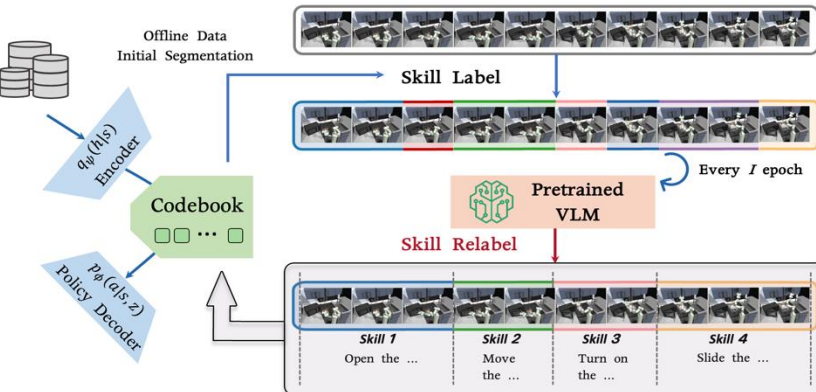 Offline Data
Initial Segmentation
Skill Label
q_ψ(h|s)
Encoder
Every I epoch
Codebook
...
Pretrained
VLM
Skill Relabel
p_ϕ(a|s,z)
Policy Decoder
Skill 1
Skill 2
Skill 3
Skill 4
Open the ...
Move
the ...
Turn on
the ...
Slide the ...